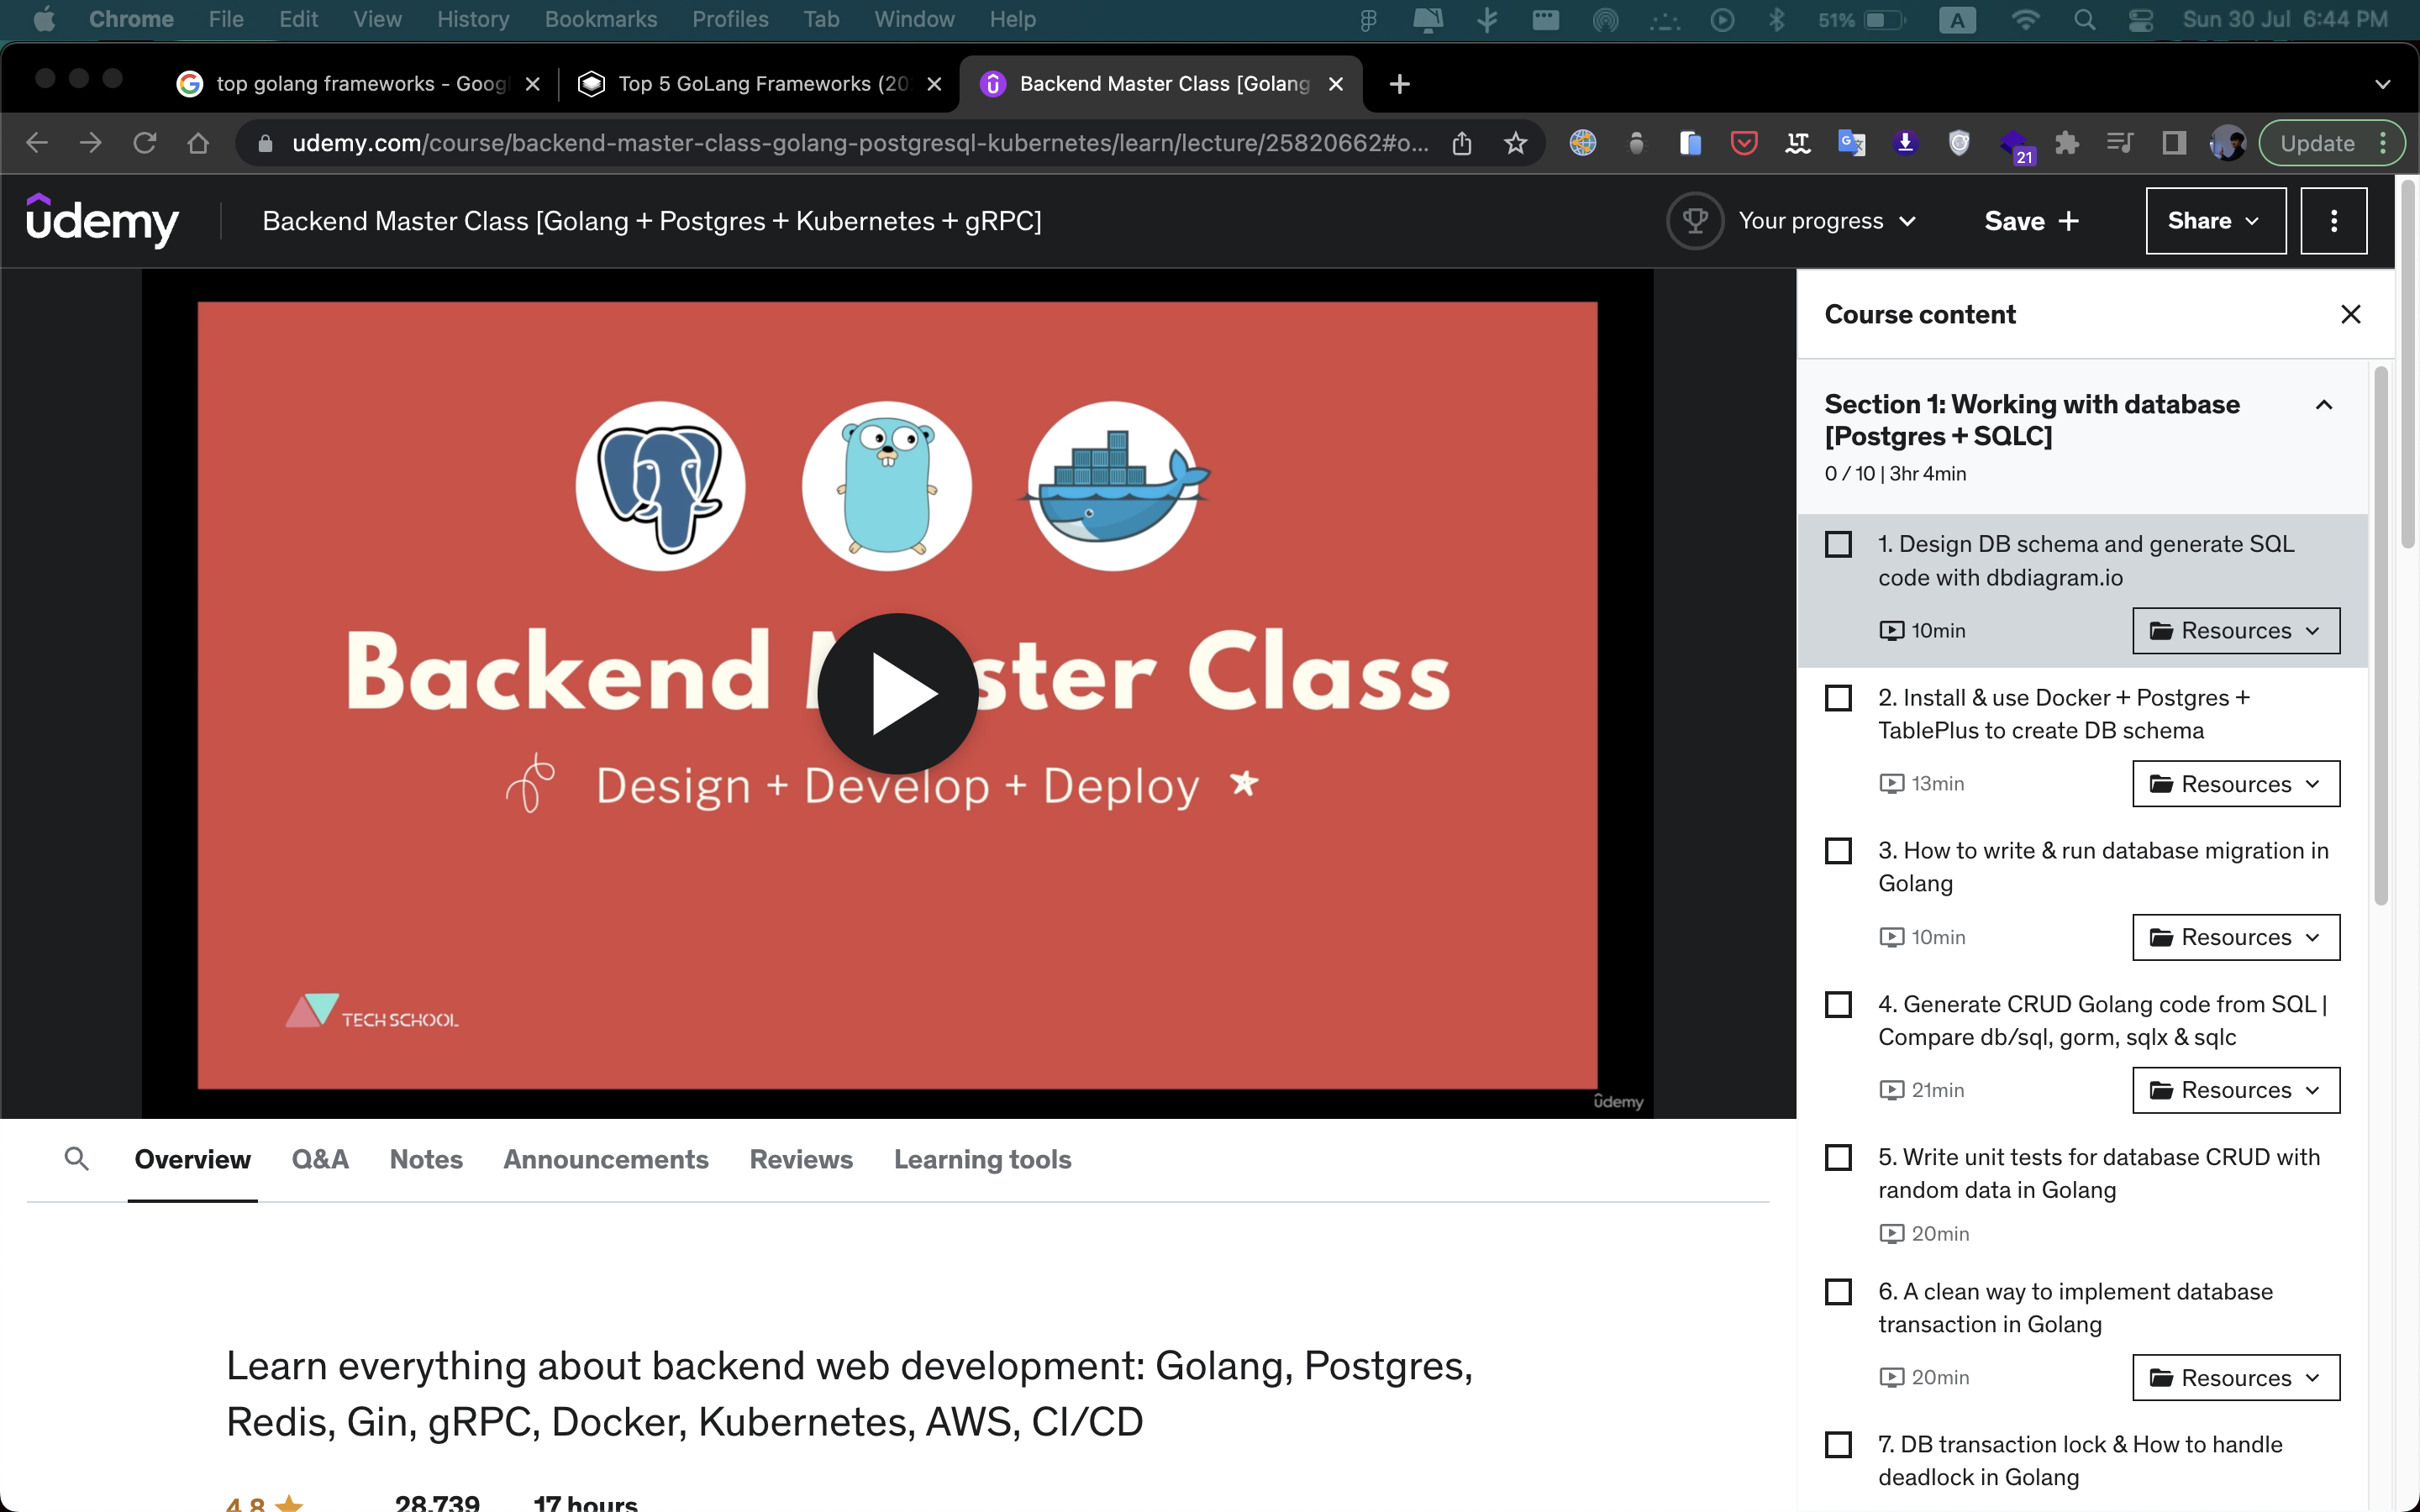 Chrome File Edit View History Bookmarks Profiles Tab Window Help 51% A Sun 30 Jul 6:44 PM
top golang frameworks - Goog
Top 5 GoLang Frameworks (20
Backend Master Class [Golang
udemy.com/course/backend-master-class-golang-postgresql-kubernetes/learn/lecture/25820662#o...
21
Update
udemy
Backend Master Class [Golang + Postgres + Kubernetes + gRPC]
Your progress
Save
Share
Backend M ster Class
Design + Develop + Deploy
TECH SCHOOL
udemy
Course content
Section 1: Working with database
[Postgres + SQLC]
0 / 10 | 3hr 4min
1. Design DB schema and generate SQL
code with dbdiagram.io
10min
Resources
2. Install & use Docker + Postgres +
TablePlus to create DB schema
13min
Resources
3. How to write & run database migration in
Golang
10min
Resources
4. Generate CRUD Golang code from SQL |
Compare db/sql, gorm, sqlx & sqlc
21min
Resources
5. Write unit tests for database CRUD with
random data in Golang
20min
6. A clean way to implement database
transaction in Golang
20min
Resources
7. DB transaction lock & How to handle
deadlock in Golang
Overview Q&A Notes Announcements Reviews Learning tools
Learn everything about backend web development: Golang, Postgres,
Redis, Gin, gRPC, Docker, Kubernetes, AWS, CI/CD
4.8 28,739 17 hours